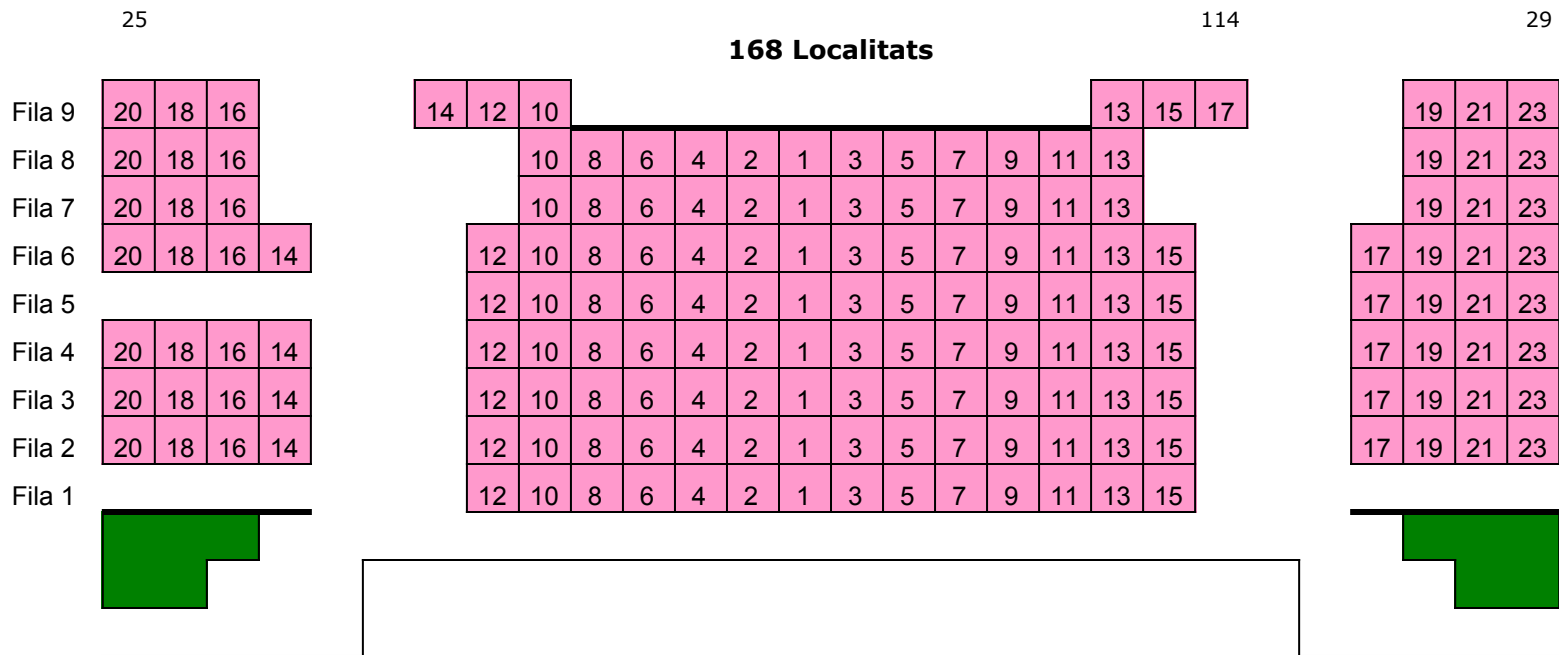 25 114 29
168 Localitats
Fila 9 20 18 16 14 12 10 13 15 17 19 21 23
Fila 8 20 18 16 10 8 6 4 2 1 3 5 7 9 11 13 19 21 23
Fila 7 20 18 16 10 8 6 4 2 1 3 5 7 9 11 13 19 21 23
Fila 6 20 18 16 14 12 10 8 6 4 2 1 3 5 7 9 11 13 15 17 19 21 23
Fila 5 12 10 8 6 4 2 1 3 5 7 9 11 13 15 17 19 21 23
Fila 4 20 18 16 14 12 10 8 6 4 2 1 3 5 7 9 11 13 15 17 19 21 23
Fila 3 20 18 16 14 12 10 8 6 4 2 1 3 5 7 9 11 13 15 17 19 21 23
Fila 2 20 18 16 14 12 10 8 6 4 2 1 3 5 7 9 11 13 15 17 19 21 23
Fila 1 12 10 8 6 4 2 1 3 5 7 9 11 13 15